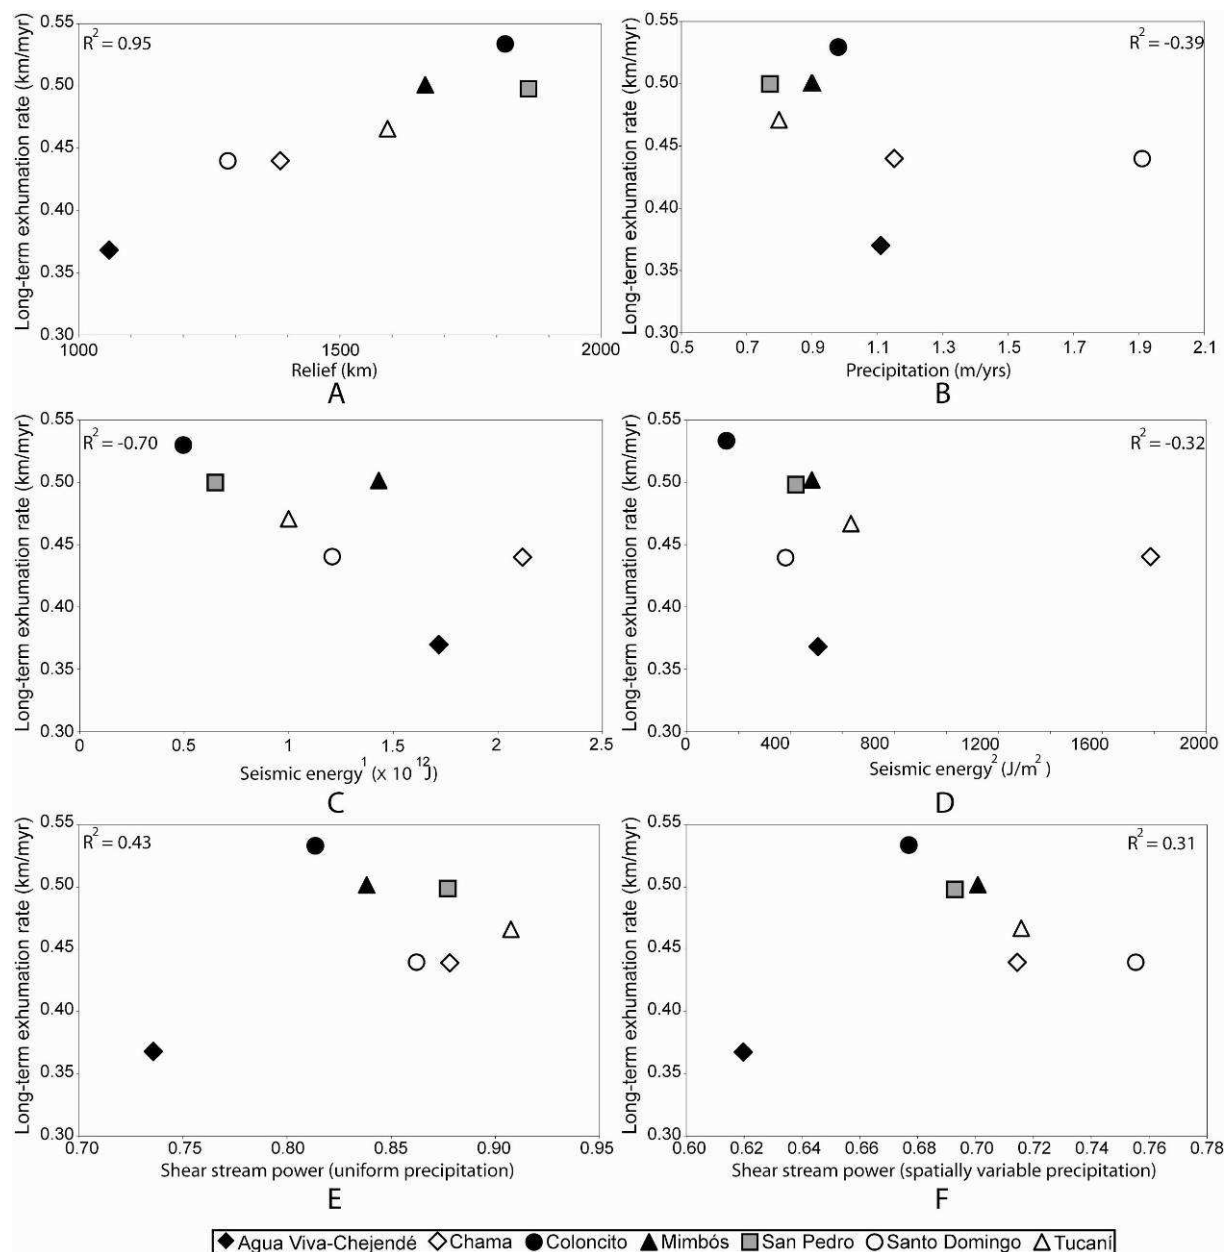 Long-term exhumation rate (km/myr)
0.55
0.50
0.45
0.40
0.35
0.30
R² = 0.95
1000 1500 2000
Relief (km)
A
Long-term exhumation rate (km/myr)
0.55
0.50
0.45
0.40
0.35
0.30
R² = -0.39
0.5 0.7 0.9 1.1 1.3 1.5 1.7 1.9 2.1
Precipitation (m/yrs)
B
Long-term exhumation rate (km/myr)
0.55
0.50
0.45
0.40
0.35
0.30
R² = -0.70
0 0.5 1 1.5 2 2.5
Seismic energy¹ (x 10¹²J)
C
Long-term exhumation rate (km/myr)
0.55
0.50
0.45
0.40
0.35
0.30
R² = -0.32
0 400 800 1200 1600 2000
Seismic energy² (J/m²)
D
Long-term exhumation rate (km/myr)
0.55
0.50
0.45
0.40
0.35
0.30
R² = 0.43
0.70 0.75 0.80 0.85 0.90 0.95
Shear stream power (uniform precipitation)
E
Long-term exhumation rate (km/myr)
0.55
0.50
0.45
0.40
0.35
0.30
R² = 0.31
0.60 0.62 0.64 0.66 0.68 0.70 0.72 0.74 0.76 0.78
Shear stream power (spatially variable precipitation)
F
Agua Viva-Chejendé Chama Coloncito Mimbós San Pedro Santo Domingo Tucaní